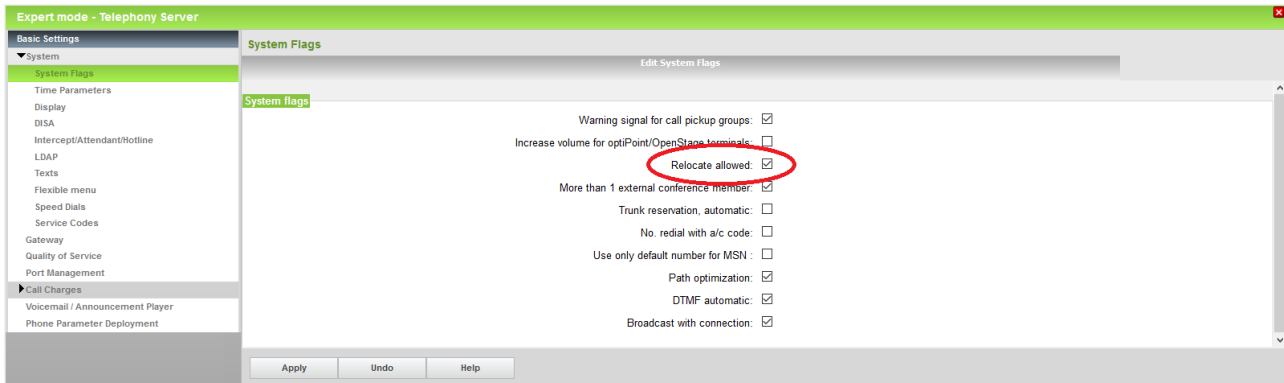 Expert mode - Telephony Server
Basic Settings
System
System Flags
Time Parameters
Display
DISA
Intercept/Attendant/Hotline
LDAP
Texts
Flexible menu
Speed Dials
Service Codes
Gateway
Quality of Service
Port Management
Call Charges
Voicemail / Announcement Player
Phone Parameter Deployment
System Flags
Edit System Flags
System flags
Warning signal for call pickup groups:
Increase volume for optiPoint/OpenStage terminals:
Relocate allowed:
More than 1 external conference member:
Trunk reservation, automatic:
No. redial with a/c code:
Use only default number for MSN :
Path optimization:
DTMF automatic:
Broadcast with connection:
Apply Undo Help